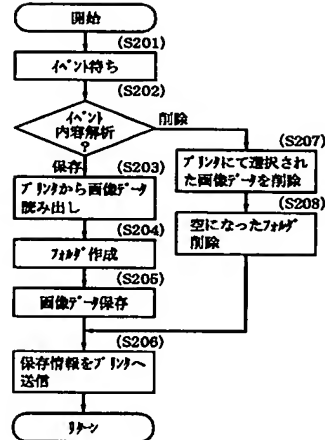 開始
(S201)
イベント待ち
(S202)
イベント
内容解析
?
削除
保存
(S203)
プリンタから画像データ
読み出し
(S204)
フォルダ作成
(S205)
画像データ保存
(S207)
プリンタにて選択され
た画像データを削除
(S208)
空になったフォルダ
削除
(S206)
保存情報をプリンタへ
送信
リターン